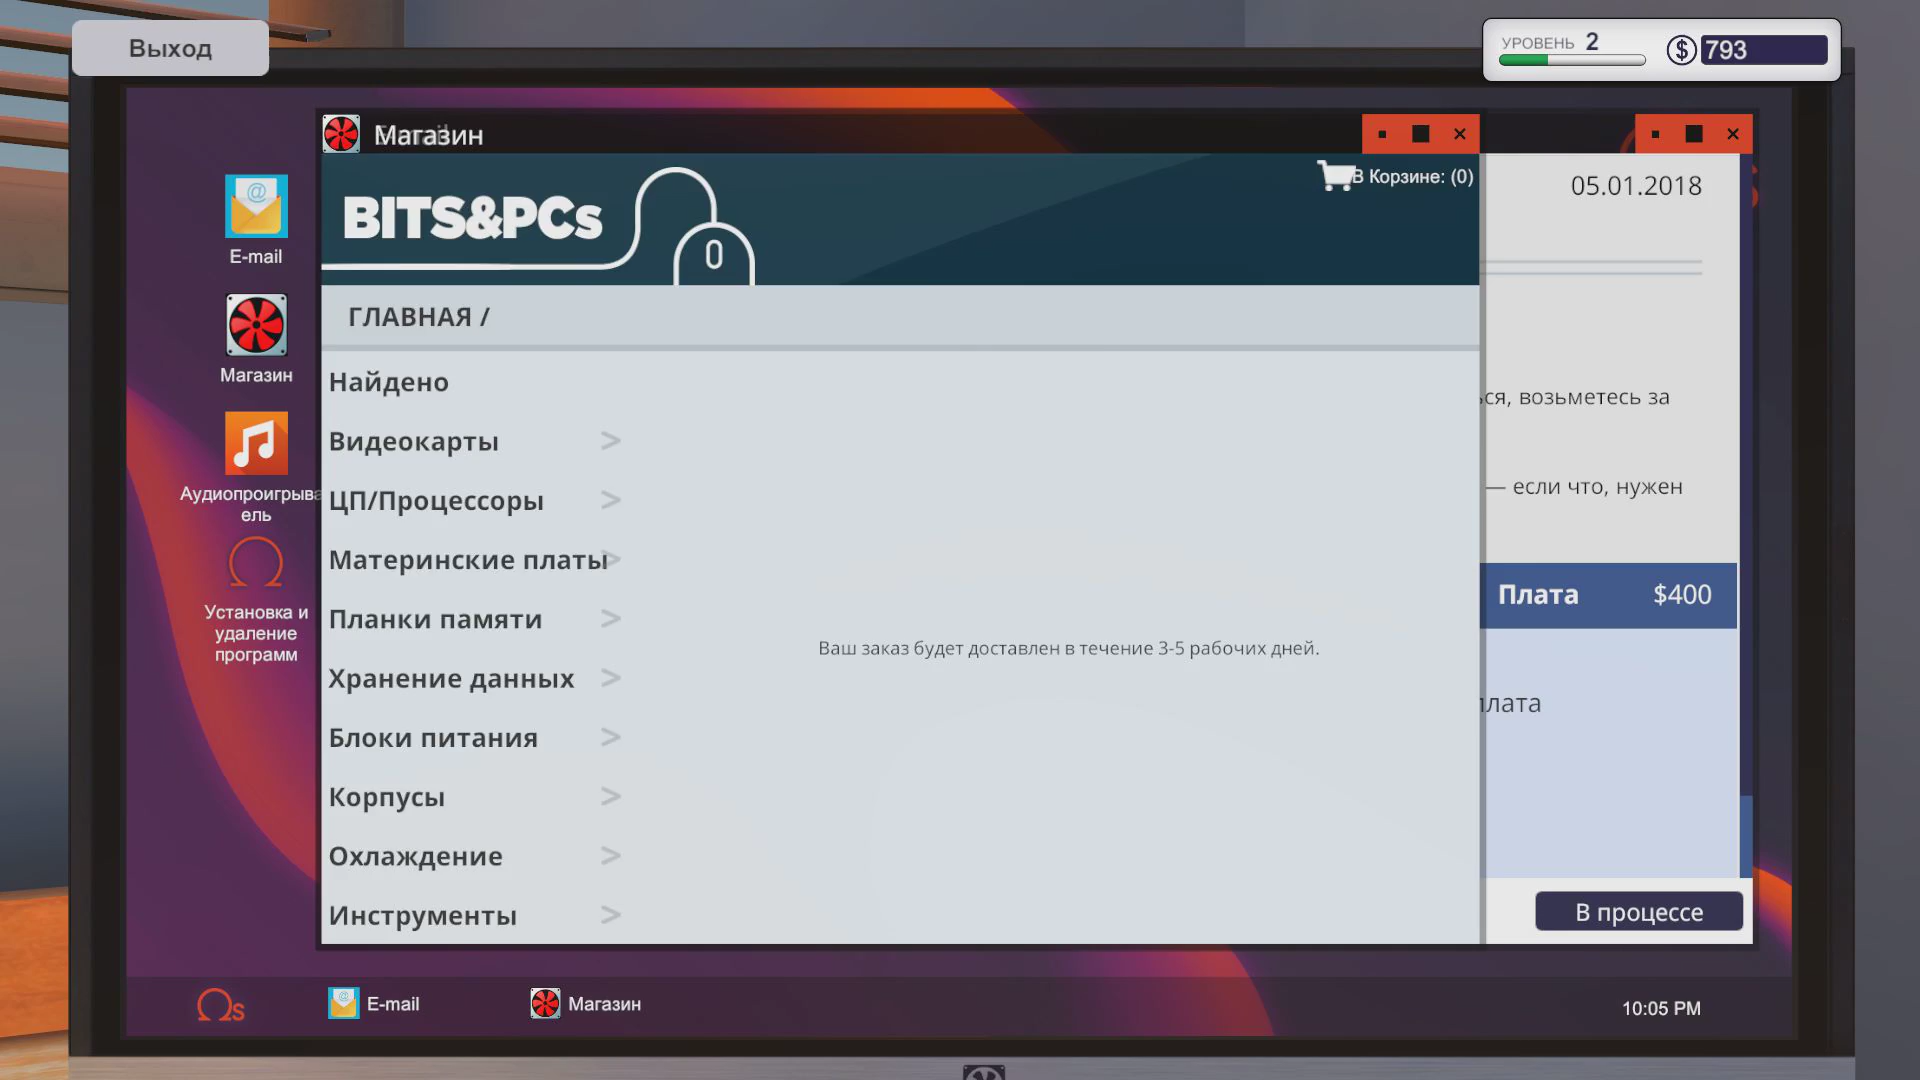 Выход
УРОВЕНЬ 2
$ 793
Магазин
В Корзине: (0)
BITS&PCs
05.01.2018
ГЛАВНАЯ /
E-mail
Магазин
Аудиопроигрыва
ель
Установка и
удаление
программ
Найдено
Видеокарты >
ЦП/Процессоры >
Материнские платы >
Планки памяти >
Хранение данных >
Блоки питания >
Корпусы >
Охлаждение >
Инструменты >
Ваш заказ будет доставлен в течение 3-5 рабочих дней.
возьметесь за
— если что, нужен
Плата $400
плата
В процессе
Ωs
E-mail
Магазин
10:05 PM